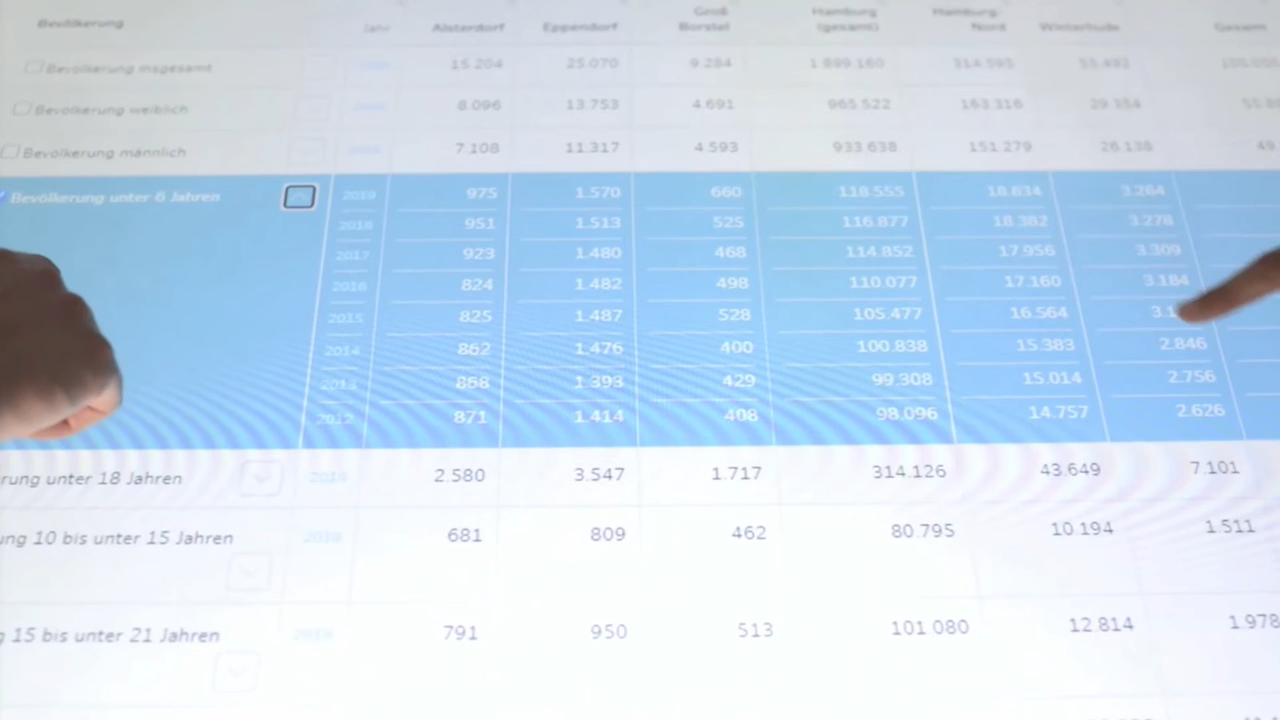 Bevölkerung Jahr Alsterdorf Eppendorf Groß Borstel Hamburg (gesamt) Hamburg-Nord Winterhude Gesamt
Bevölkerung insgesamt 15.204 25.070 9.284 1.899.160 314.595
Bevölkerung weiblich 8.096 13.753 4.691 965.522 163.316
Bevölkerung männlich 7.108 11.317 4.593 933.638 151.279 26.138 49.
Bevölkerung unter 6 Jahren 2019 975 1.570 660 118.555 18.634 3.264
2018 951 1.513 525 116.877 18.382 3.278
2017 923 1.480 468 114.852 17.956 3.309
2016 824 1.482 498 110.077 17.160 3.184
2015 825 1.487 528 105.477 16.564 3.1
2014 862 1.476 400 100.838 15.383 2.846
2013 868 1.393 429 99.308 15.014 2.756
2012 871 1.414 408 98.096 14.757 2.626
rung unter 18 Jahren 2019 2.580 3.547 1.717 314.126 43.649 7.101
ung 10 bis unter 15 Jahren 2019 681 809 462 80.795 10.194 1.511
g 15 bis unter 21 Jahren 2019 791 950 513 101.080 12.814 1.978